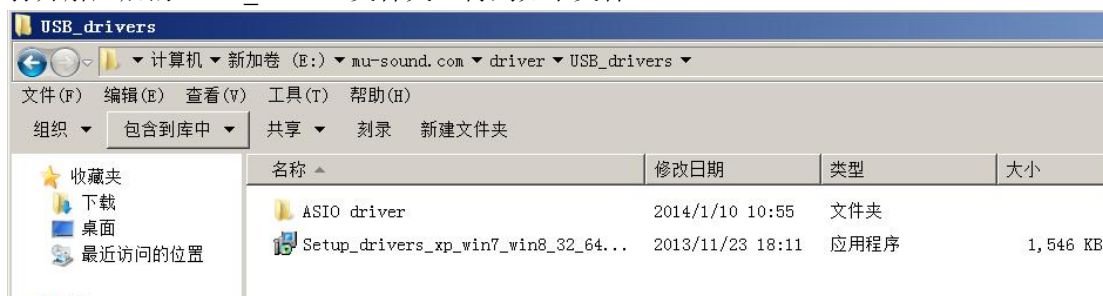 USB_drivers
计算机 新加卷 (E:) mu-sound.com driver USB_drivers
文件(F) 编辑(E) 查看(V) 工具(T) 帮助(H)
组织 包含到库中 共享 刻录 新建文件夹
收藏夹
下载
桌面
最近访问的位置
名称 修改日期 类型 大小
ASIO driver 2014/1/10 10:55 文件夹
Setup_drivers_xp_win7_win8_32_64... 2013/11/23 18:11 应用程序 1,546 KB